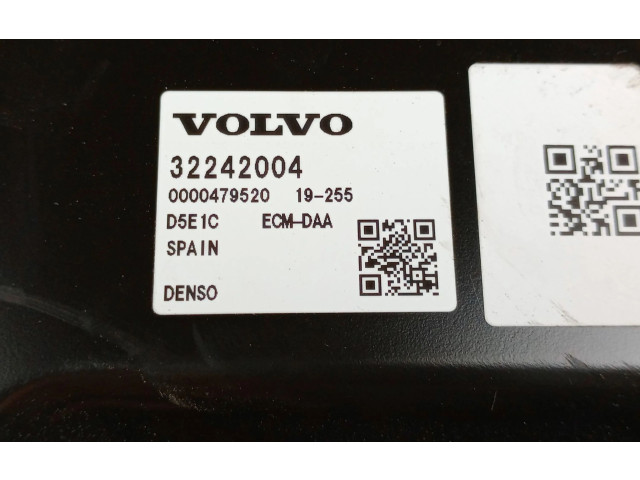 VOLVO
32242004
0000479520 19-255
D5E1C ECM-DAA
SPAIN
DENSO